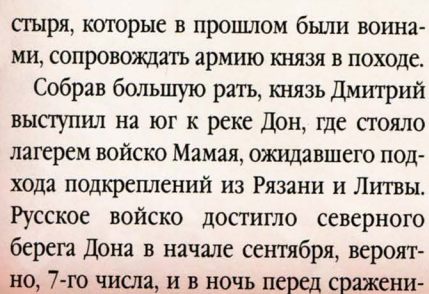 стыря, которые в прошлом были воина-
ми, сопровождать армию князя в походе.
Собрав большую рать, князь Дмитрий
выступил на юг к реке Дон, где стояло
лагерем войско Мамая, ожидавшего под-
хода подкреплений из Рязани и Литвы.
Русское войско достигло северного
берега Дона в начале сентября, вероят-
но, 7-го числа, и в ночь перед сражени-